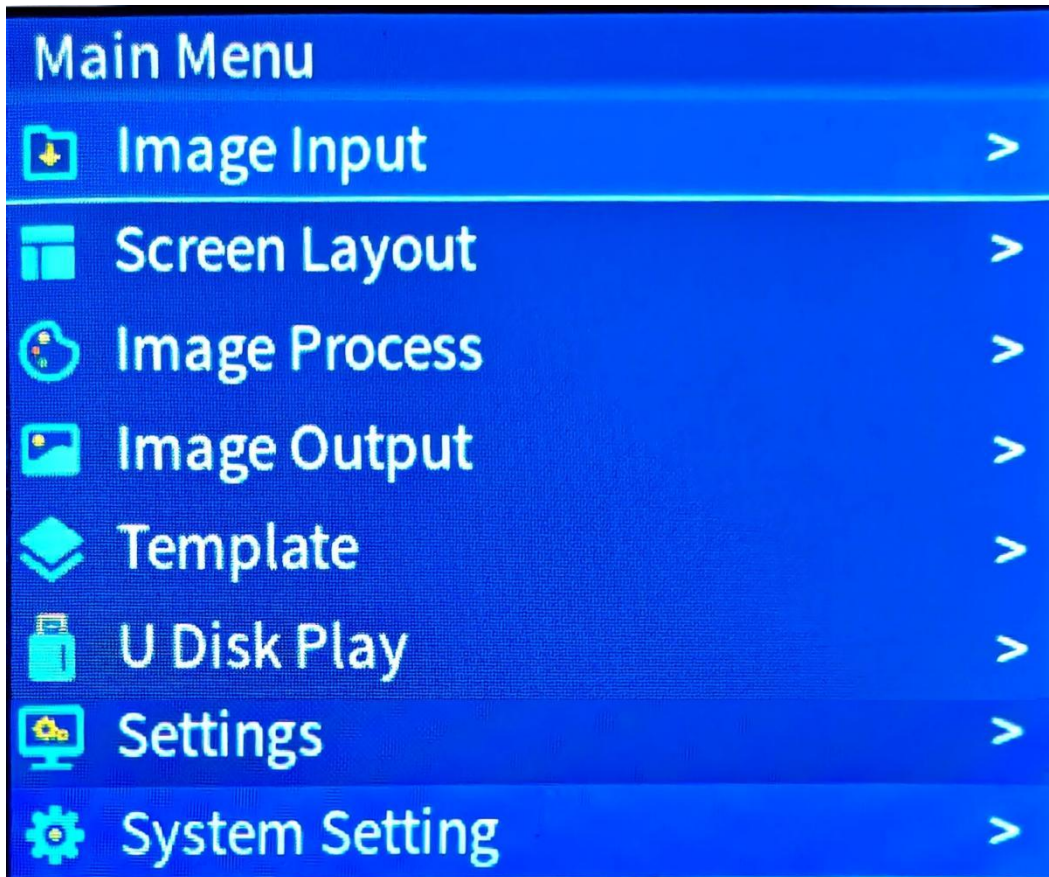 Main Menu
Image Input >
Screen Layout >
Image Process >
Image Output >
Template >
U Disk Play >
Settings >
System Setting >